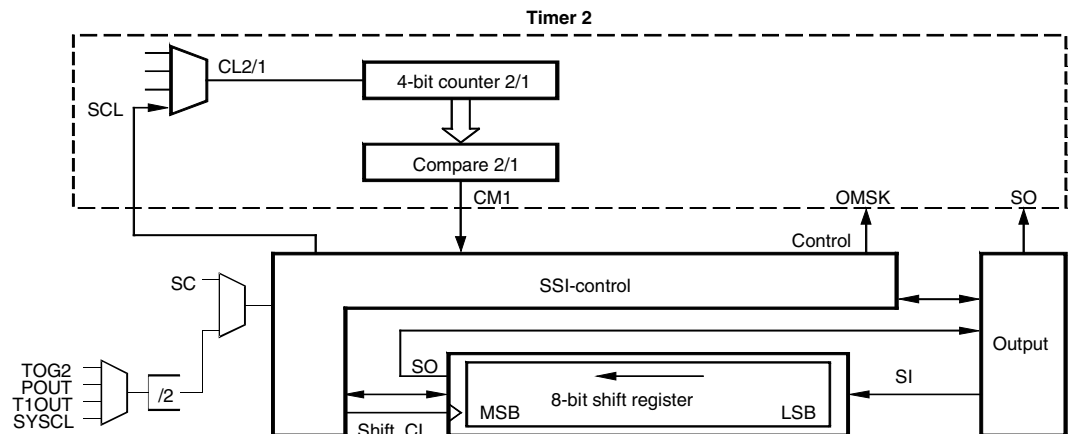 Timer 2
CL2/1
4-bit counter 2/1
SCL
Compare 2/1
CM1
OMSK
SO
Control
SC
SSI-control
Output
TOG2
POUT
T1OUT
SYSCL
/2
SO
SI
8-bit shift register
MSB
LSB
Shift_CL